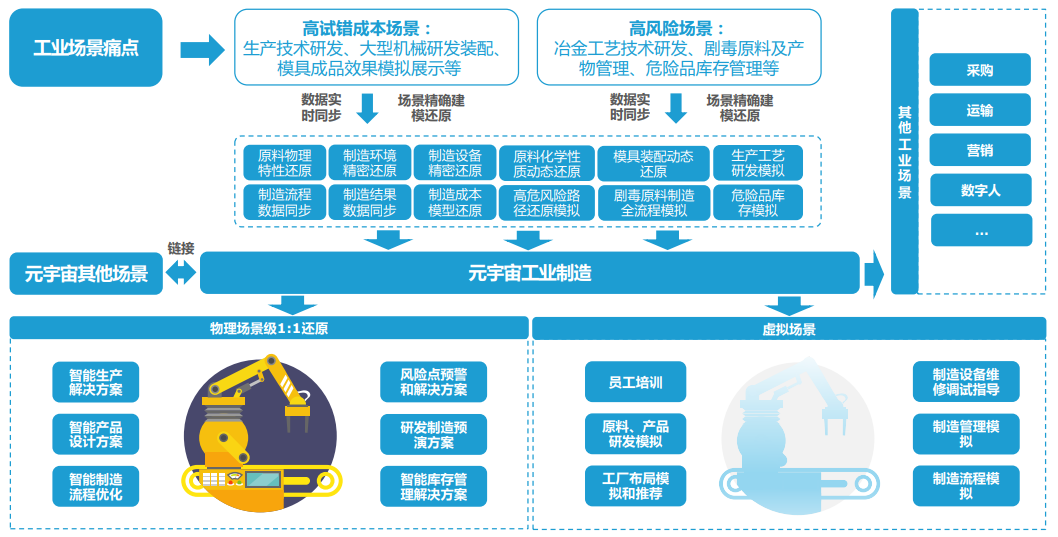 工业场景痛点
高试错成本场景：
生产技术研发、大型机械研发装配、
模具成品效果模拟展示等
高风险场景：
冶金工艺技术研发、剧毒原料及产
物管理、危险品库存管理等
数据实
时同步
场景精确建
模还原
数据实
时同步
场景精确建
模还原
原料物理
特性还原
制造环境
精密还原
制造设备
精密还原
原料化学性
质动态还原
模具装配动态
还原
生产工艺
研发模拟
制造流程
数据同步
制造结果
数据同步
制造成本
模型还原
高危风险路
径还原模拟
剧毒原料制造
全流程模拟
危险品库
存模拟
其他工业场景
采购
运输
营销
数字人
...
元宇宙其他场景
链接
元宇宙工业制造
物理场景级1:1还原
智能生产
解决方案
智能产品
设计方案
智能制造
流程优化
风险点预警
和解决方案
研发制造预
演方案
智能库存管
理解决方案
虚拟场景
员工培训
原料、产品
研发模拟
工厂布局模
拟和推荐
制造设备维
修调试指导
制造管理模
拟
制造流程模
拟